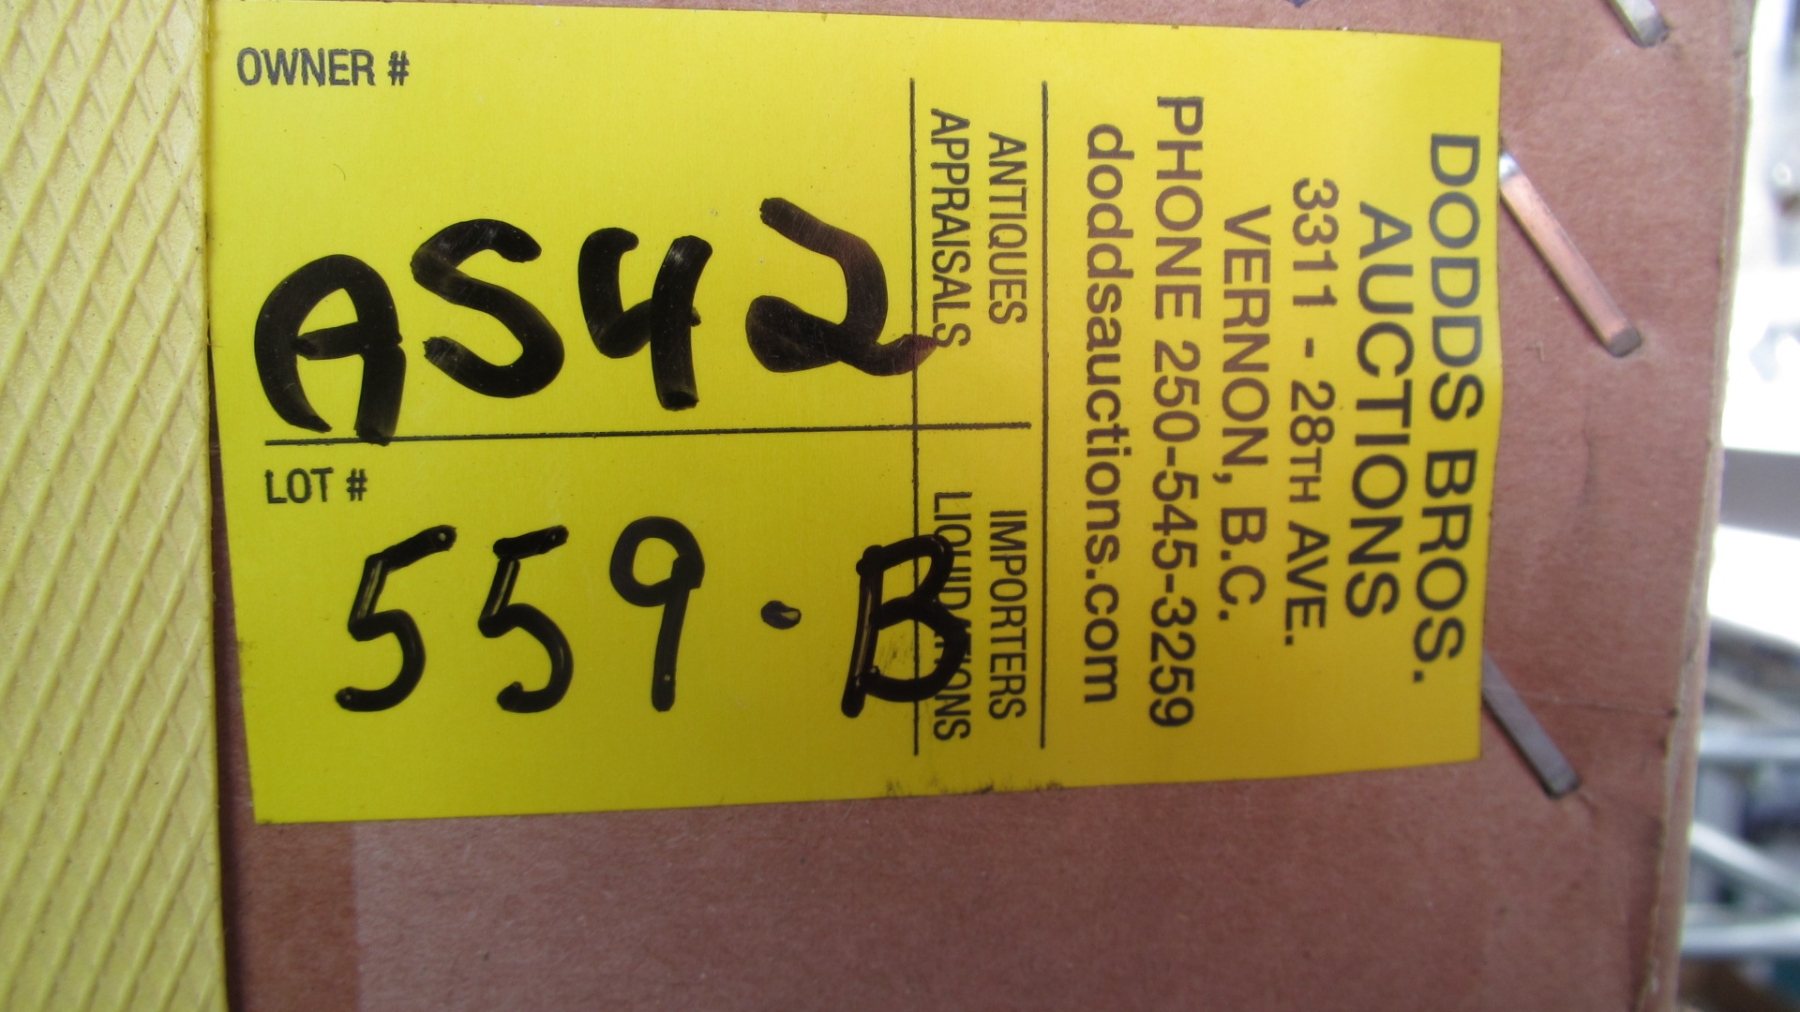 OWNER #
AS42
LOT #
559.B
DODDS BROS.
AUCTIONS
3311 - 28TH AVE.
VERNON, B.C.
PHONE 250-545-3259
doddsauctions.com
ANTIQUES
APPRAISALS
IMPORTERS
LIQUIDATIONS